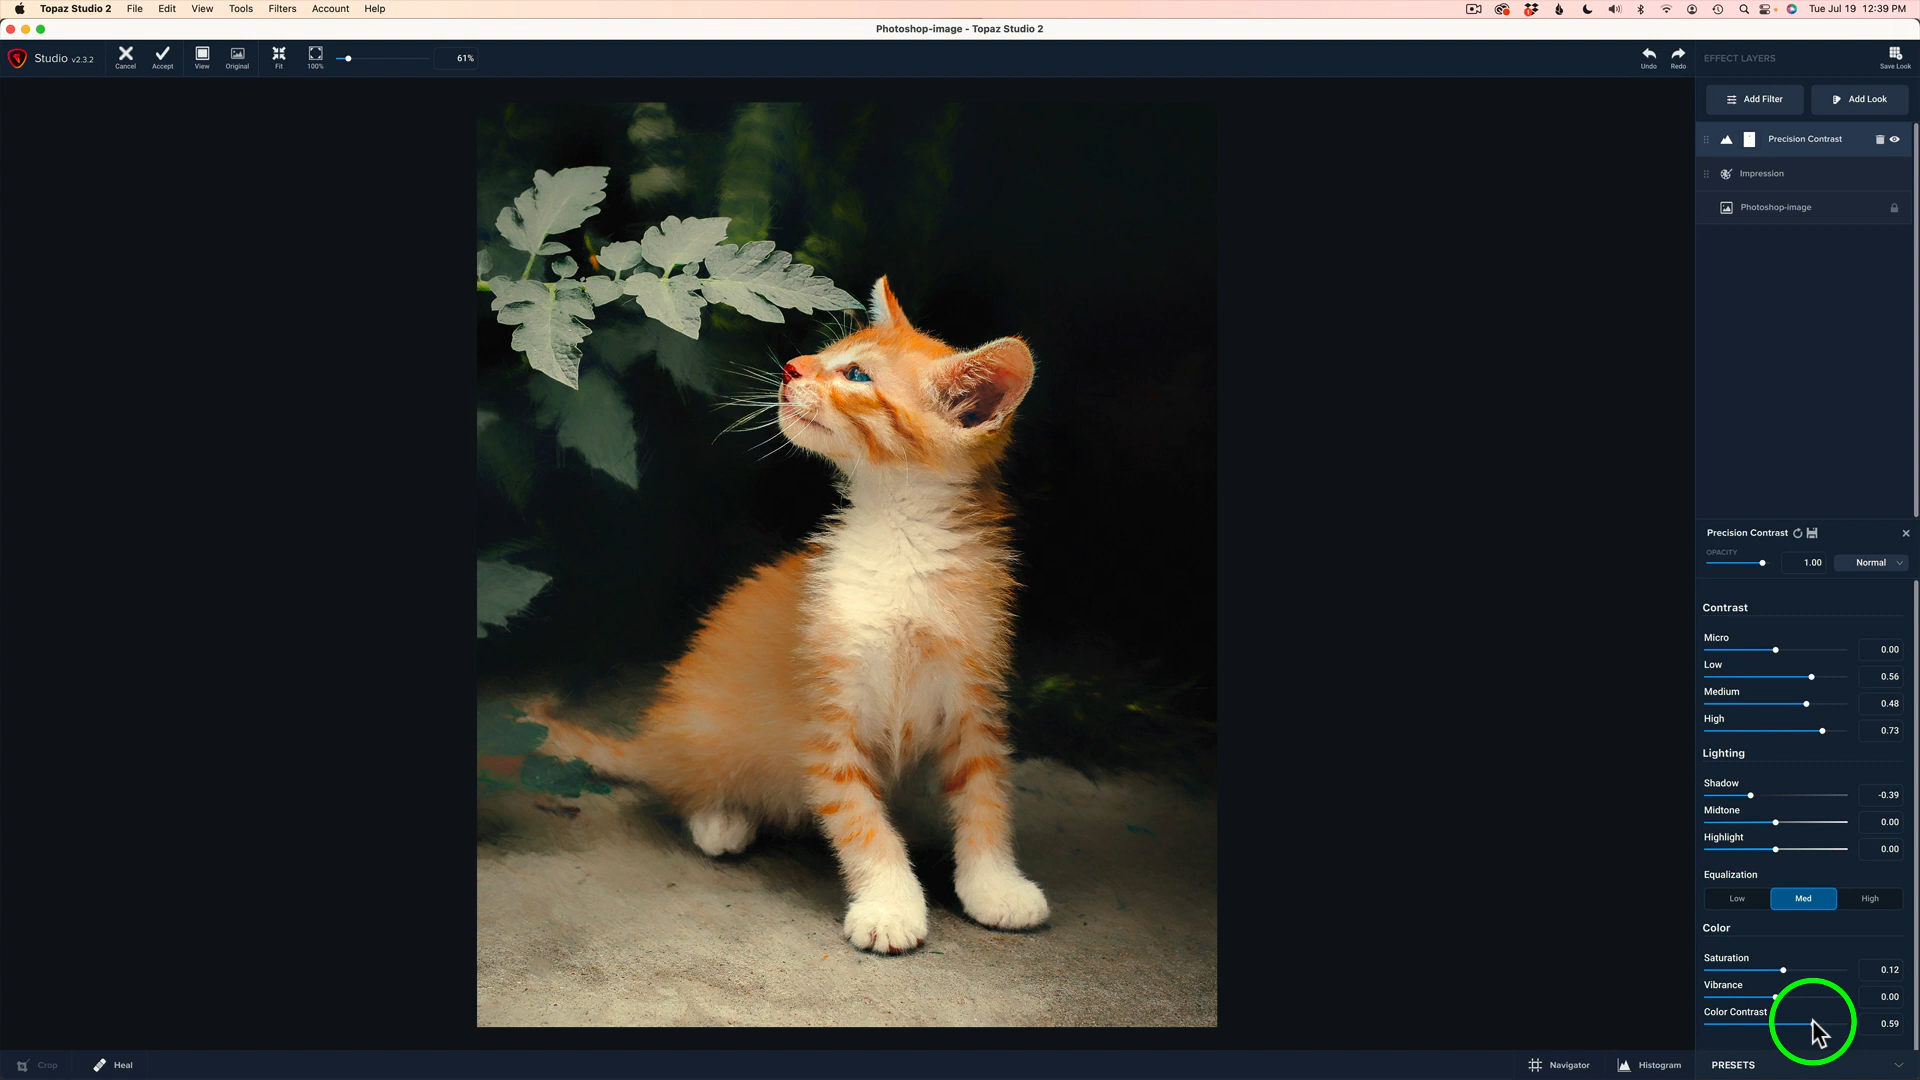 Topaz Studio 2 File Edit View Tools Filters Account Help Tue Jul 19 12:39 PM
Photoshop-image - Topaz Studio 2
Studio v2.3.2 Cancel Accept View Original Fit 100% 61% Undo Redo EFFECT LAYERS Save Look
Add Filter Add Look
Precision Contrast
Impression
Photoshop-image
Precision Contrast
OPACITY
1.00 Normal
Contrast
Micro
0.00
Low
0.56
Medium
0.48
High
0.73
Lighting
Shadow
-0.39
Midtone
0.00
Highlight
0.00
Equalization
Low Med High
Color
Saturation
0.12
Vibrance
0.00
Color Contrast
0.59
Crop Heal Navigator Histogram PRESETS